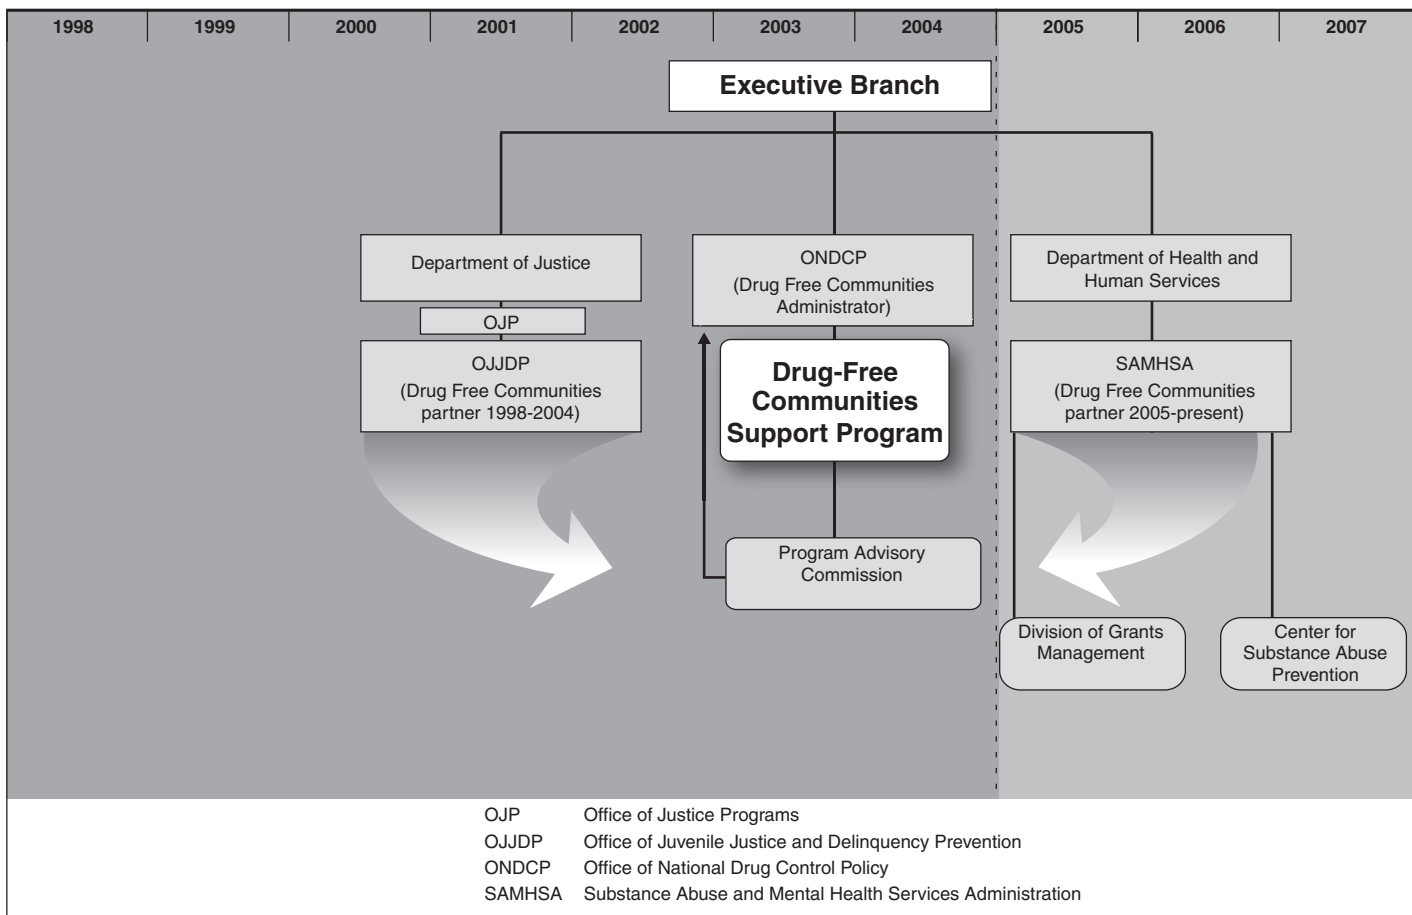 1998 1999 2000 2001 2002 2003 2004 2005 2006 2007
Executive Branch
Department of Justice
OJP
OJJDP
(Drug Free Communities
partner 1998-2004)
ONDCP
(Drug Free Communities
Administrator)
Drug-Free
Communities
Support Program
Program Advisory
Commission
Department of Health and
Human Services
SAMHSA
(Drug Free Communities
partner 2005-present)
Division of Grants
Management
Center for
Substance Abuse
Prevention
OJP Office of Justice Programs
OJJDP Office of Juvenile Justice and Delinquency Prevention
ONDCP Office of National Drug Control Policy
SAMHSA Substance Abuse and Mental Health Services Administration